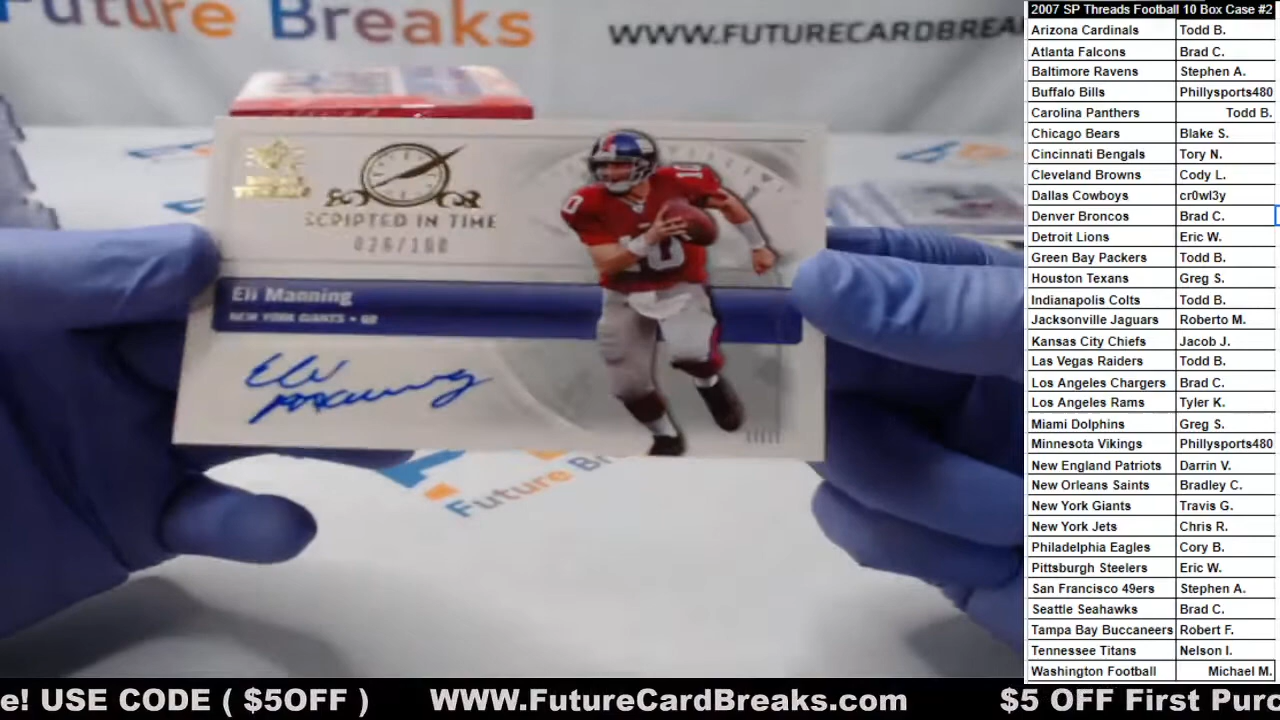 uture Breaks
WWW.FUTURECARDBREA
SCRIPTED IN TIME
Eli Manning
NEW YORK GIANTS • QB
Eli Manning
10
Future Br
2007 SP Threads Football 10 Box Case #2
Arizona Cardinals Todd B.
Atlanta Falcons Brad C.
Baltimore Ravens Stephen A.
Buffalo Bills Phillysports480
Carolina Panthers Todd B.
Chicago Bears Blake S.
Cincinnati Bengals Tory N.
Cleveland Browns Cody L.
Dallas Cowboys cr0wl3y
Denver Broncos Brad C.
Detroit Lions Eric W.
Green Bay Packers Todd B.
Houston Texans Greg S.
Indianapolis Colts Todd B.
Jacksonville Jaguars Roberto M.
Kansas City Chiefs Jacob J.
Las Vegas Raiders Todd B.
Los Angeles Chargers Brad C.
Los Angeles Rams Tyler K.
Miami Dolphins Greg S.
Minnesota Vikings Phillysports480
New England Patriots Darrin V.
New Orleans Saints Bradley C.
New York Giants Travis G.
New York Jets Chris R.
Philadelphia Eagles Cory B.
Pittsburgh Steelers Eric W.
San Francisco 49ers Stephen A.
Seattle Seahawks Brad C.
Tampa Bay Buccaneers Robert F.
Tennessee Titans Nelson I.
Washington Football Michael M.
e! USE CODE ( $5OFF ) WWW.FutureCardBreaks.com $5 OFF First Purc